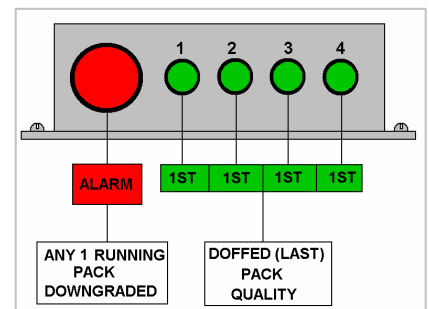 1 2 3 4
ALARM 1ST 1ST 1ST 1ST
ANY 1 RUNNING
PACK
DOWNGRADED
DOFFED (LAST)
PACK
QUALITY